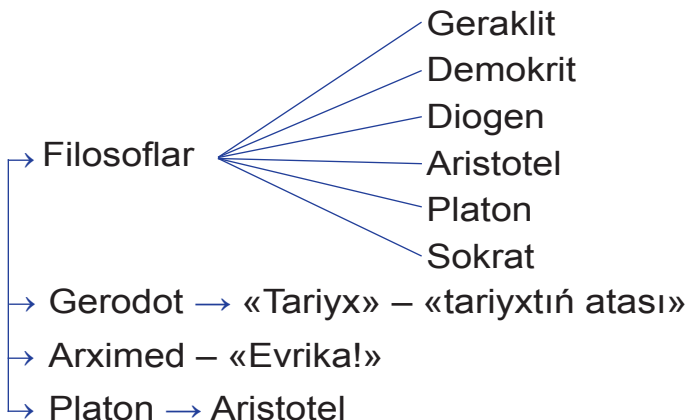 Geraklit
Demokrit
Diogen
Filosoflar
Aristotel
Platon
Sokrat
Gerodot → «Tariyx» – «tariyxtıń atası»
Arximed – «Evrika!»
Platon → Aristotel